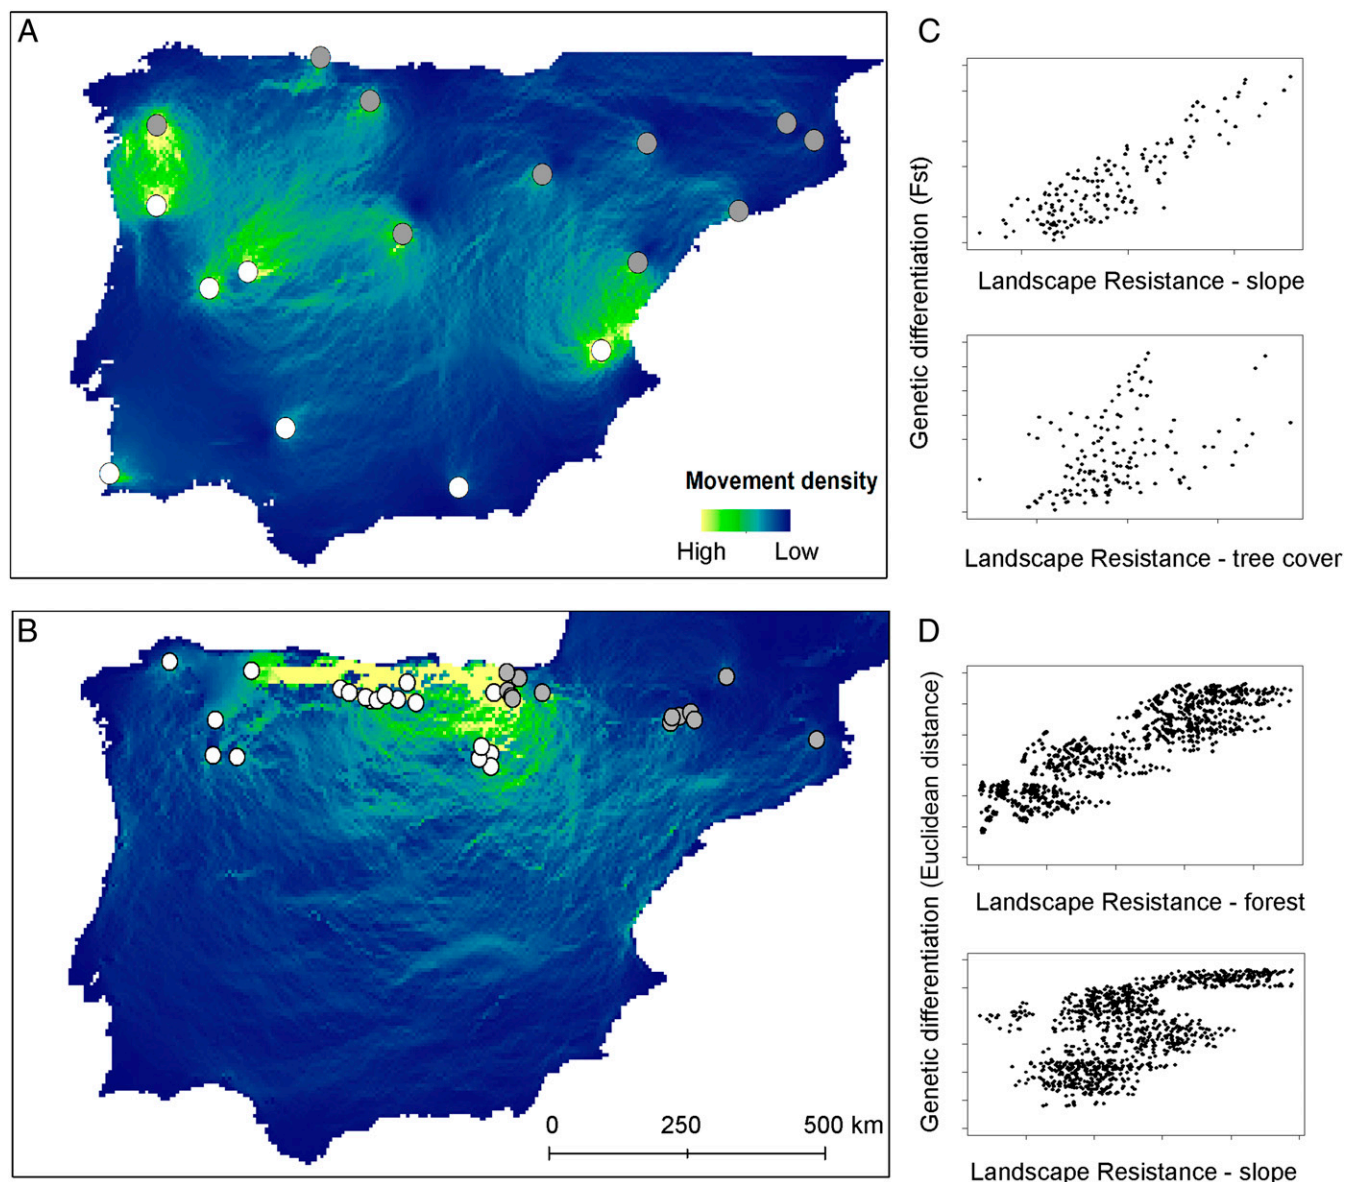 A
Movement density
High Low
B
0 250 500 km
C
Genetic differentiation (Fst)
Landscape Resistance - slope
Landscape Resistance - tree cover
D
Genetic differentiation (Euclidean distance)
Landscape Resistance - forest
Landscape Resistance - slope